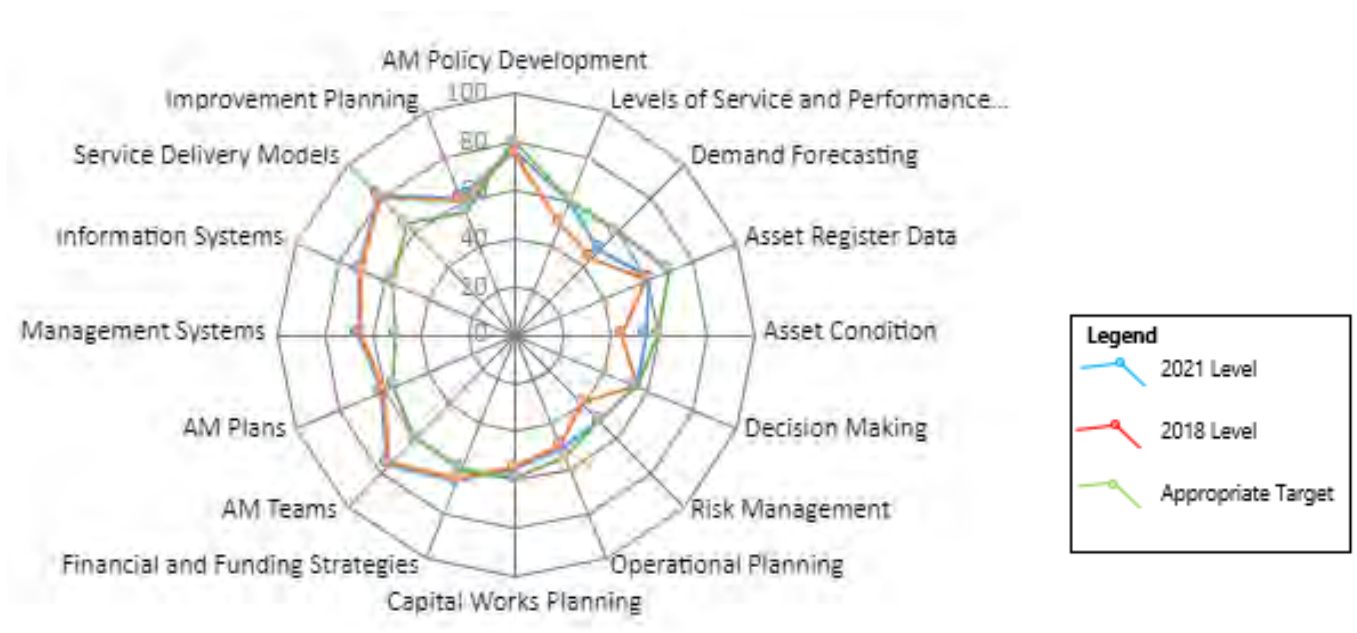 AM Policy Development
Improvement Planning
100
Levels of Service and Performance...
80
Service Delivery Models
Demand Forecasting
60
Information Systems
40
Asset Register Data
20
Management Systems
0
Asset Condition
Legend
2021 Level
AM Plans
Decision Making
2018 Level
AM Teams
Risk Management
Appropriate Target
Financial and Funding Strategies
Operational Planning
Capital Works Planning